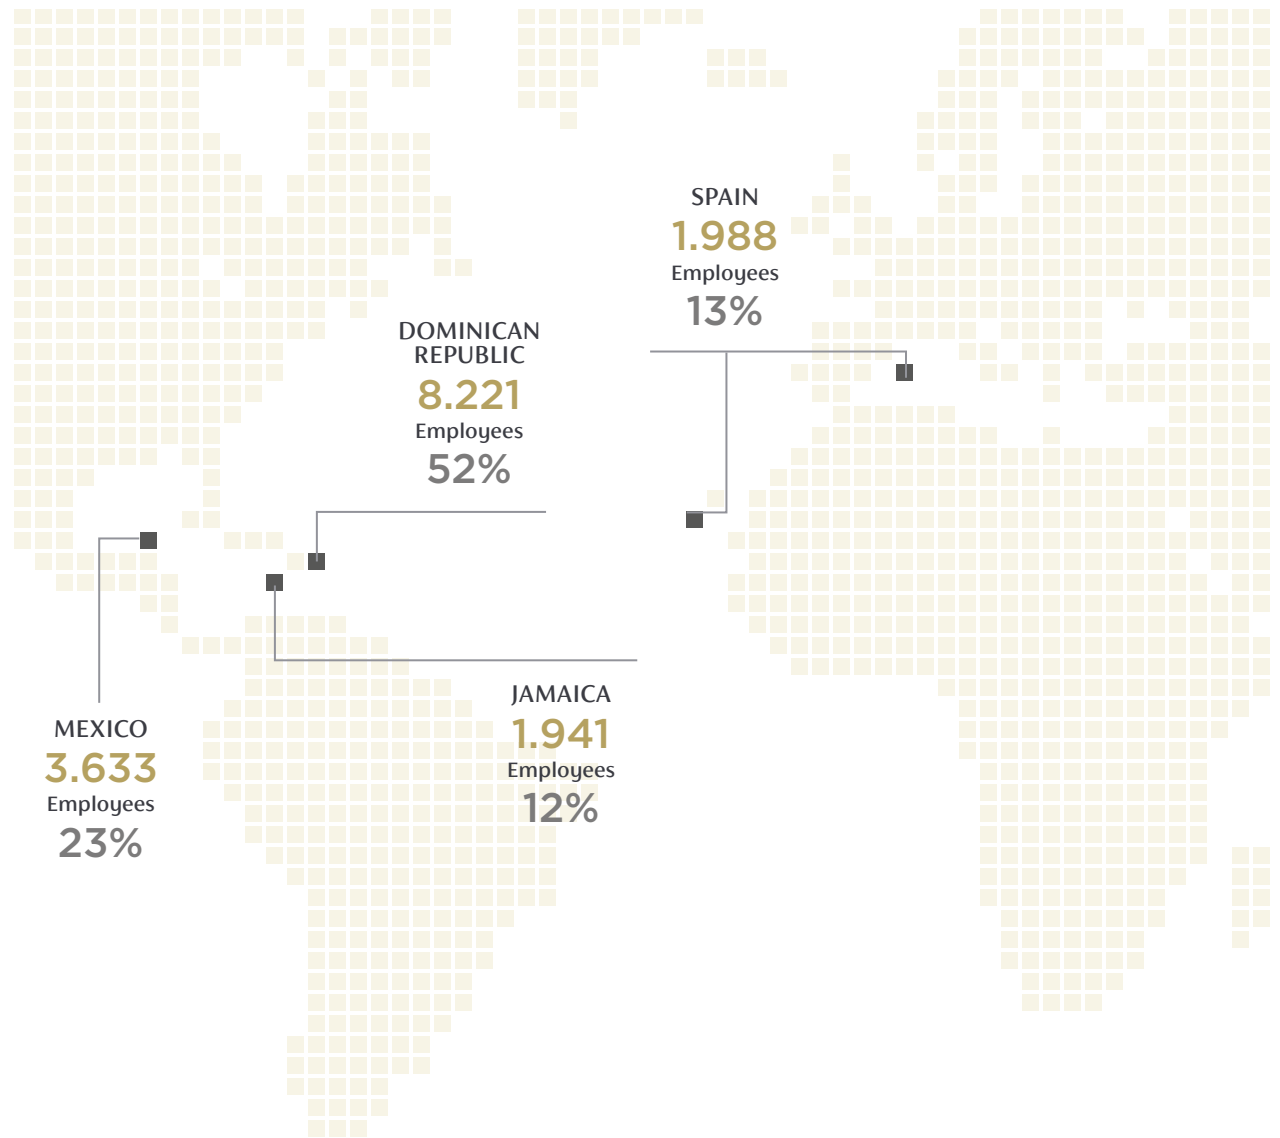 SPAIN
1.988
Employees
13%
DOMINICAN
REPUBLIC
8.221
Employees
52%
JAMAICA
1.941
Employees
12%
MEXICO
3.633
Employees
23%